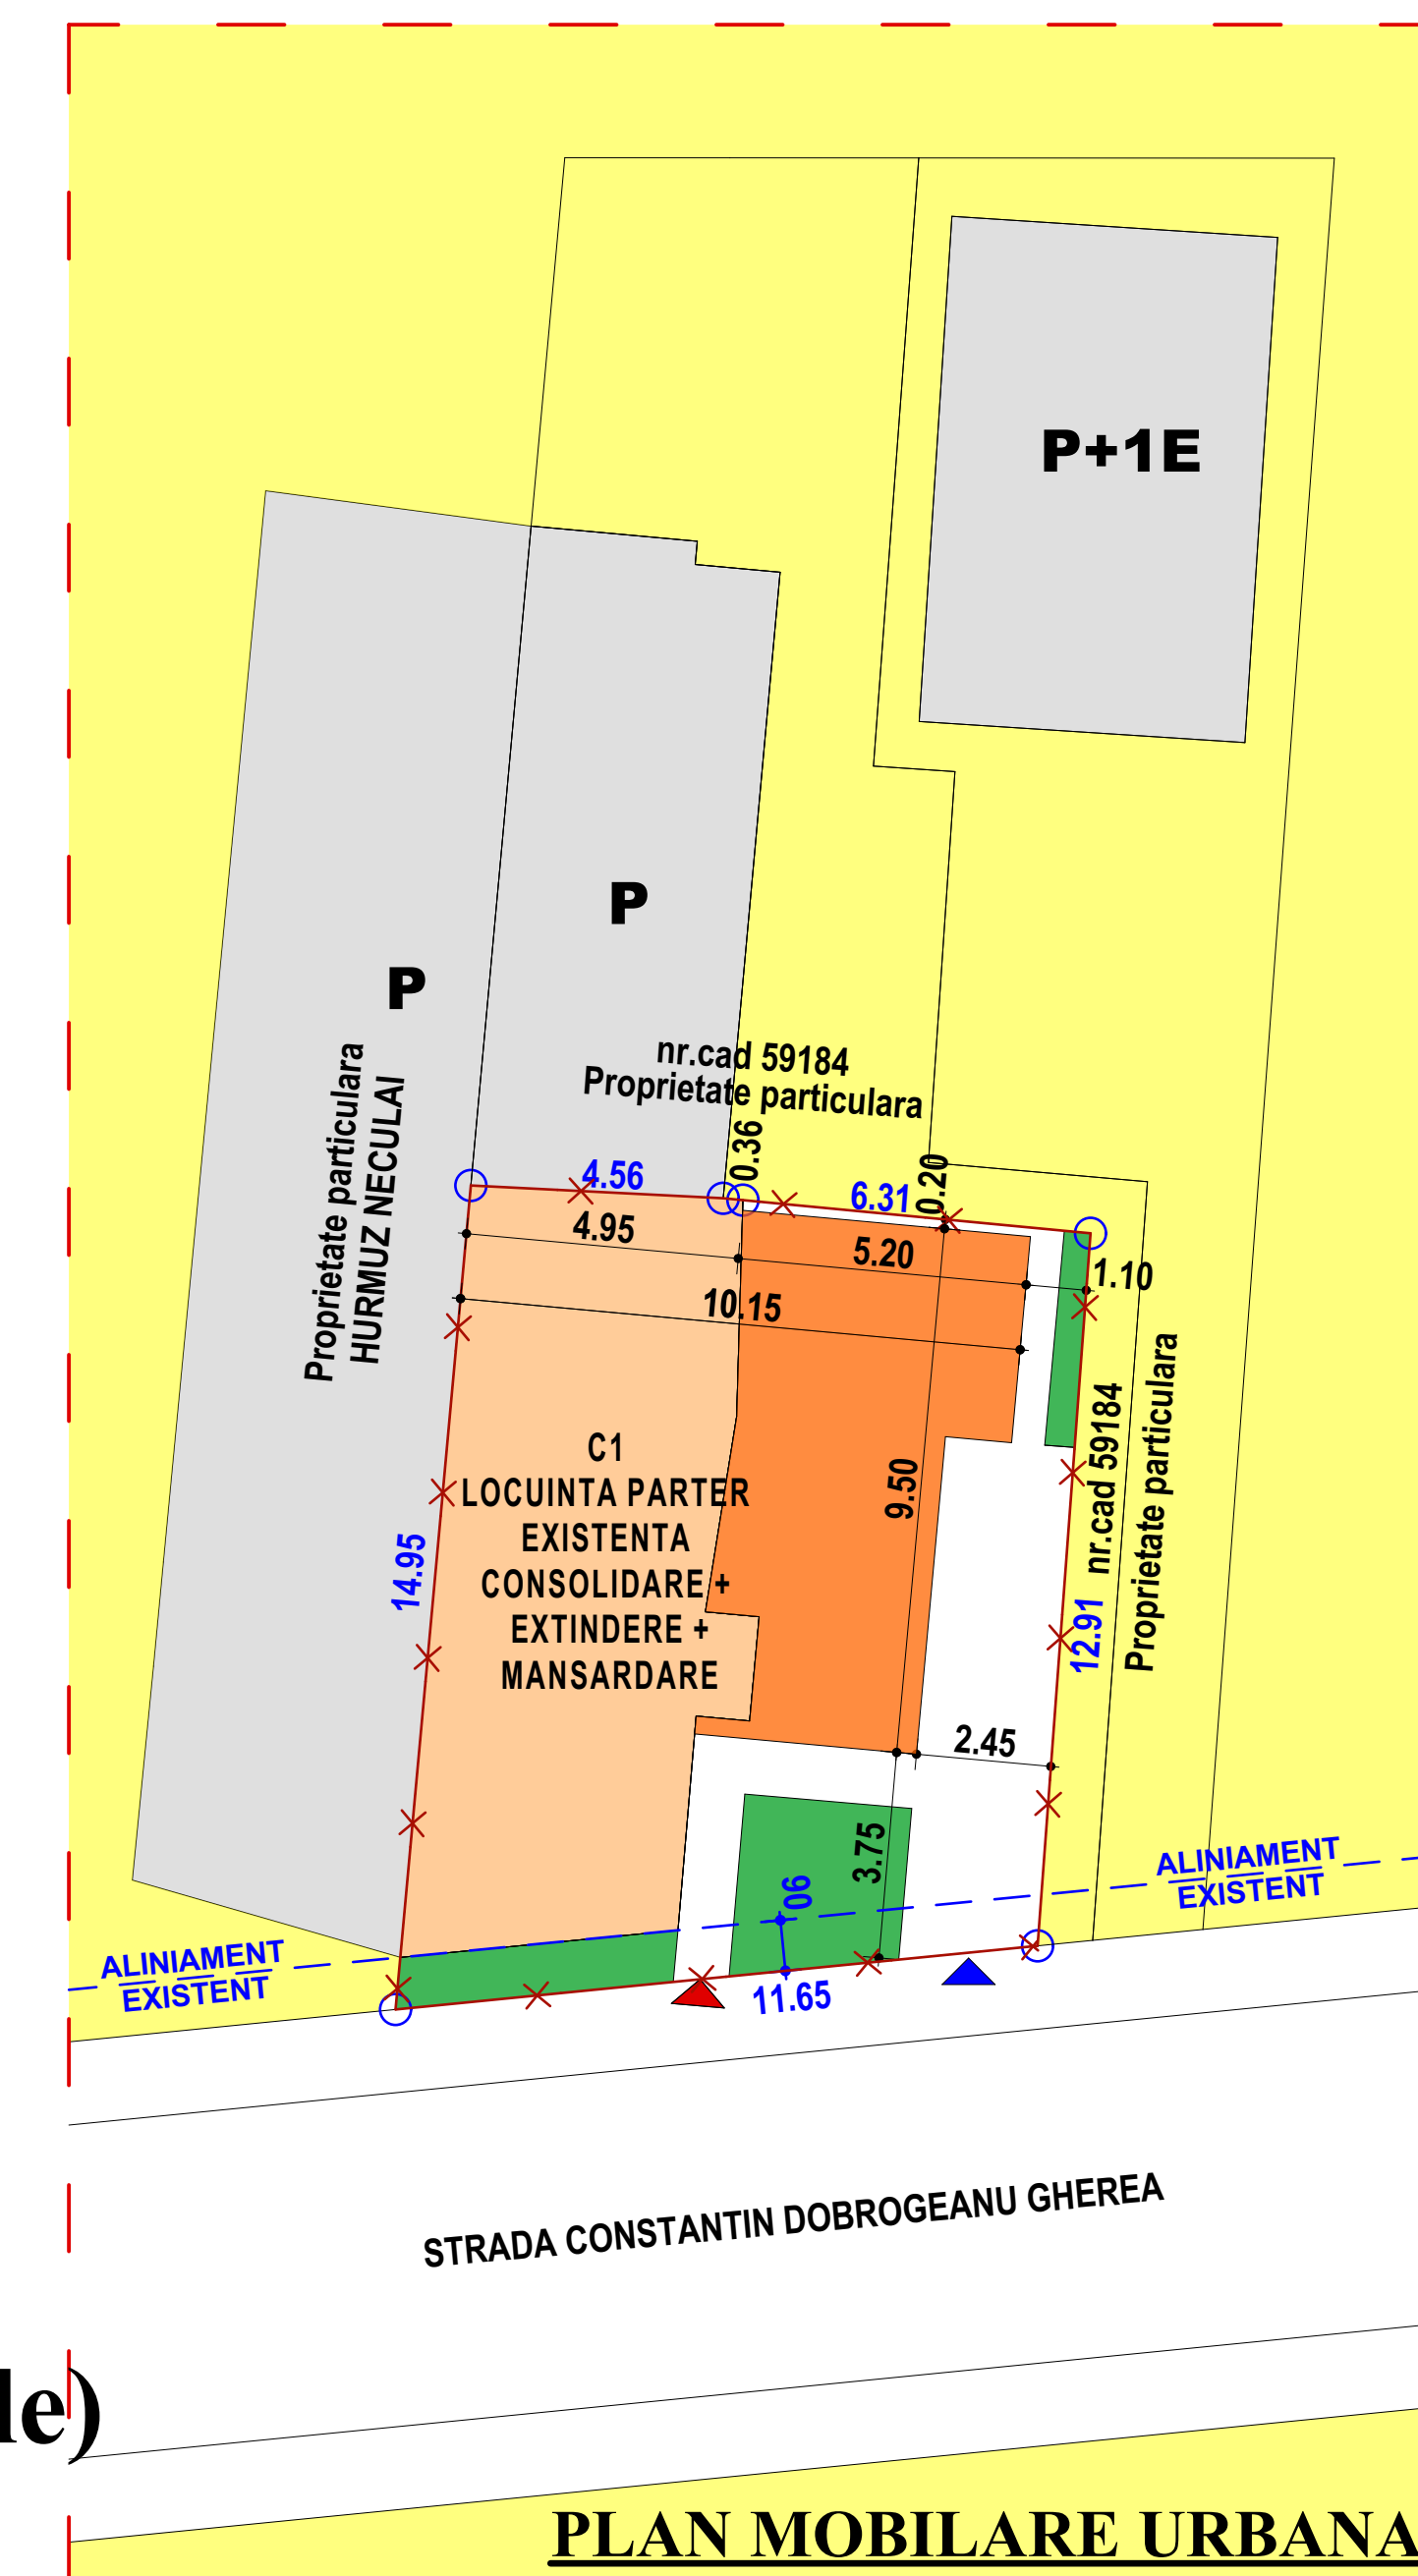 P+1E
P
P
Proprietate particulara
HURMUZ NECULAI
nr.cad 59184
Proprietate particulara
0.36
0.20
4.56
6.31
4.95
5.20
1.10
10.15
C1
LOCUINTA PARTER
EXISTENTA
CONSOLIDARE +
EXTINDERE +
MANSARDARE
14.95
9.50
12.91
nr.cad 59184
Proprietate particulara
2.45
3.75
90
11.65
ALINIAMENT
EXISTENT
ALINIAMENT
EXISTENT
STRADA CONSTANTIN DOBROGEANU GHEREA
le)
PLAN MOBILARE URBANA